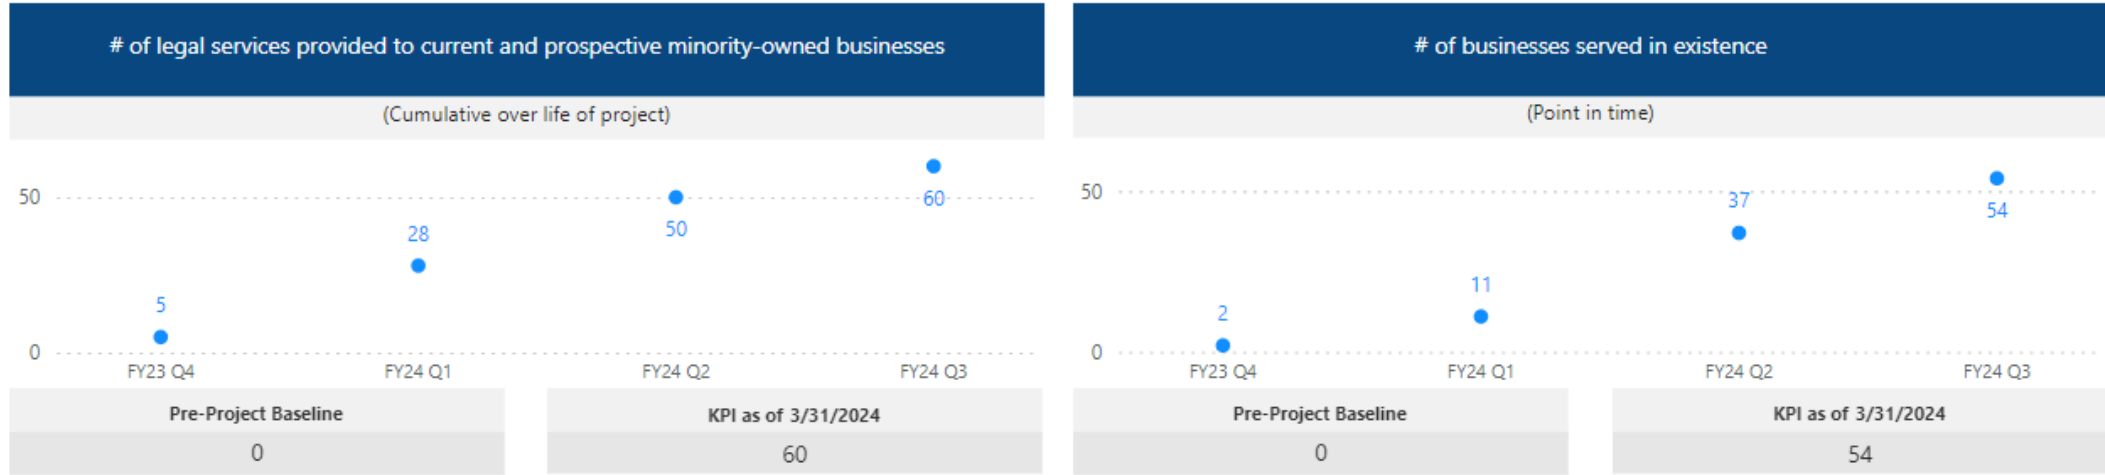 # of legal services provided to current and prospective minority-owned businesses
(Cumulative over life of project)
50
0
5
28
50
60
FY23 Q4
FY24 Q1
FY24 Q2
FY24 Q3
Pre-Project Baseline
0
KPI as of 3/31/2024
60
# of businesses served in existence
(Point in time)
50
0
2
11
37
54
FY23 Q4
FY24 Q1
FY24 Q2
FY24 Q3
Pre-Project Baseline
0
KPI as of 3/31/2024
54